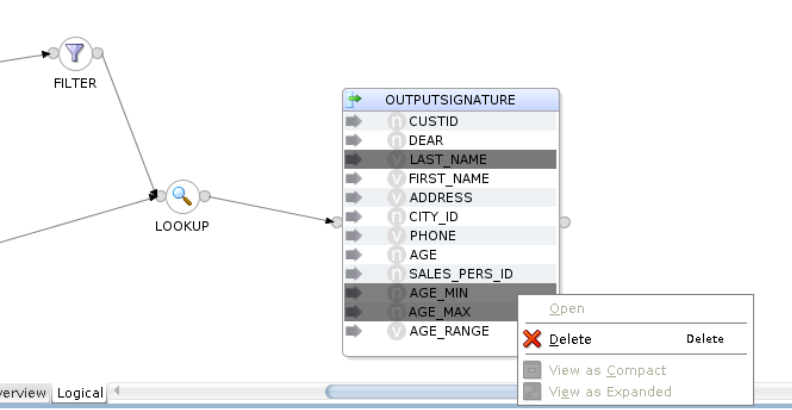 FILTER
LOOKUP
OUTPUTSIGNATURE
n CUSTID
n DEAR
v LAST_NAME
v FIRST_NAME
v ADDRESS
n CITY_ID
v PHONE
n AGE
n SALES_PERS_ID
n AGE_MIN
n AGE_MAX
v AGE_RANGE
Open
Delete Delete
View as Compact
View as Expanded
verview Logical